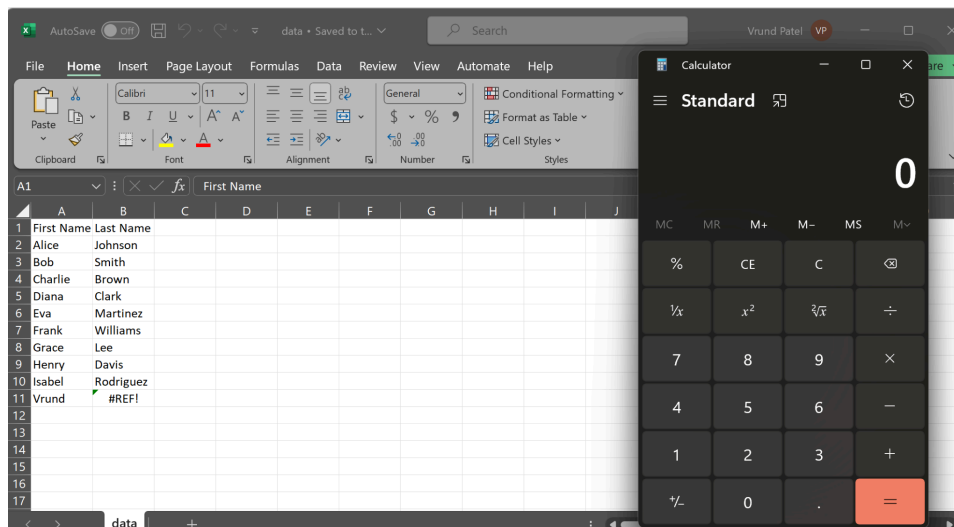 AutoSave Off data • Saved to t... Search Vrund Patel VP
File Home Insert Page Layout Formulas Data Review View Automate Help
Calibri 11 General Conditional Formatting
Paste B I U A A $ % 9 Format as Table
Cell Styles
Clipboard Font Alignment Number Styles
A1 fx First Name
A B C D E F G H I J
1 First Name Last Name
2 Alice Johnson
3 Bob Smith
4 Charlie Brown
5 Diana Clark
6 Eva Martinez
7 Frank Williams
8 Grace Lee
9 Henry Davis
10 Isabel Rodriguez
11 Vrund #REF!
12
13
14
15
16
17
data +
Calculator
Standard
0
MC MR M+ M− MS M
% CE C
¹/x x² ²√x ÷
7 8 9 ×
4 5 6 −
1 2 3 +
+/− 0 . =